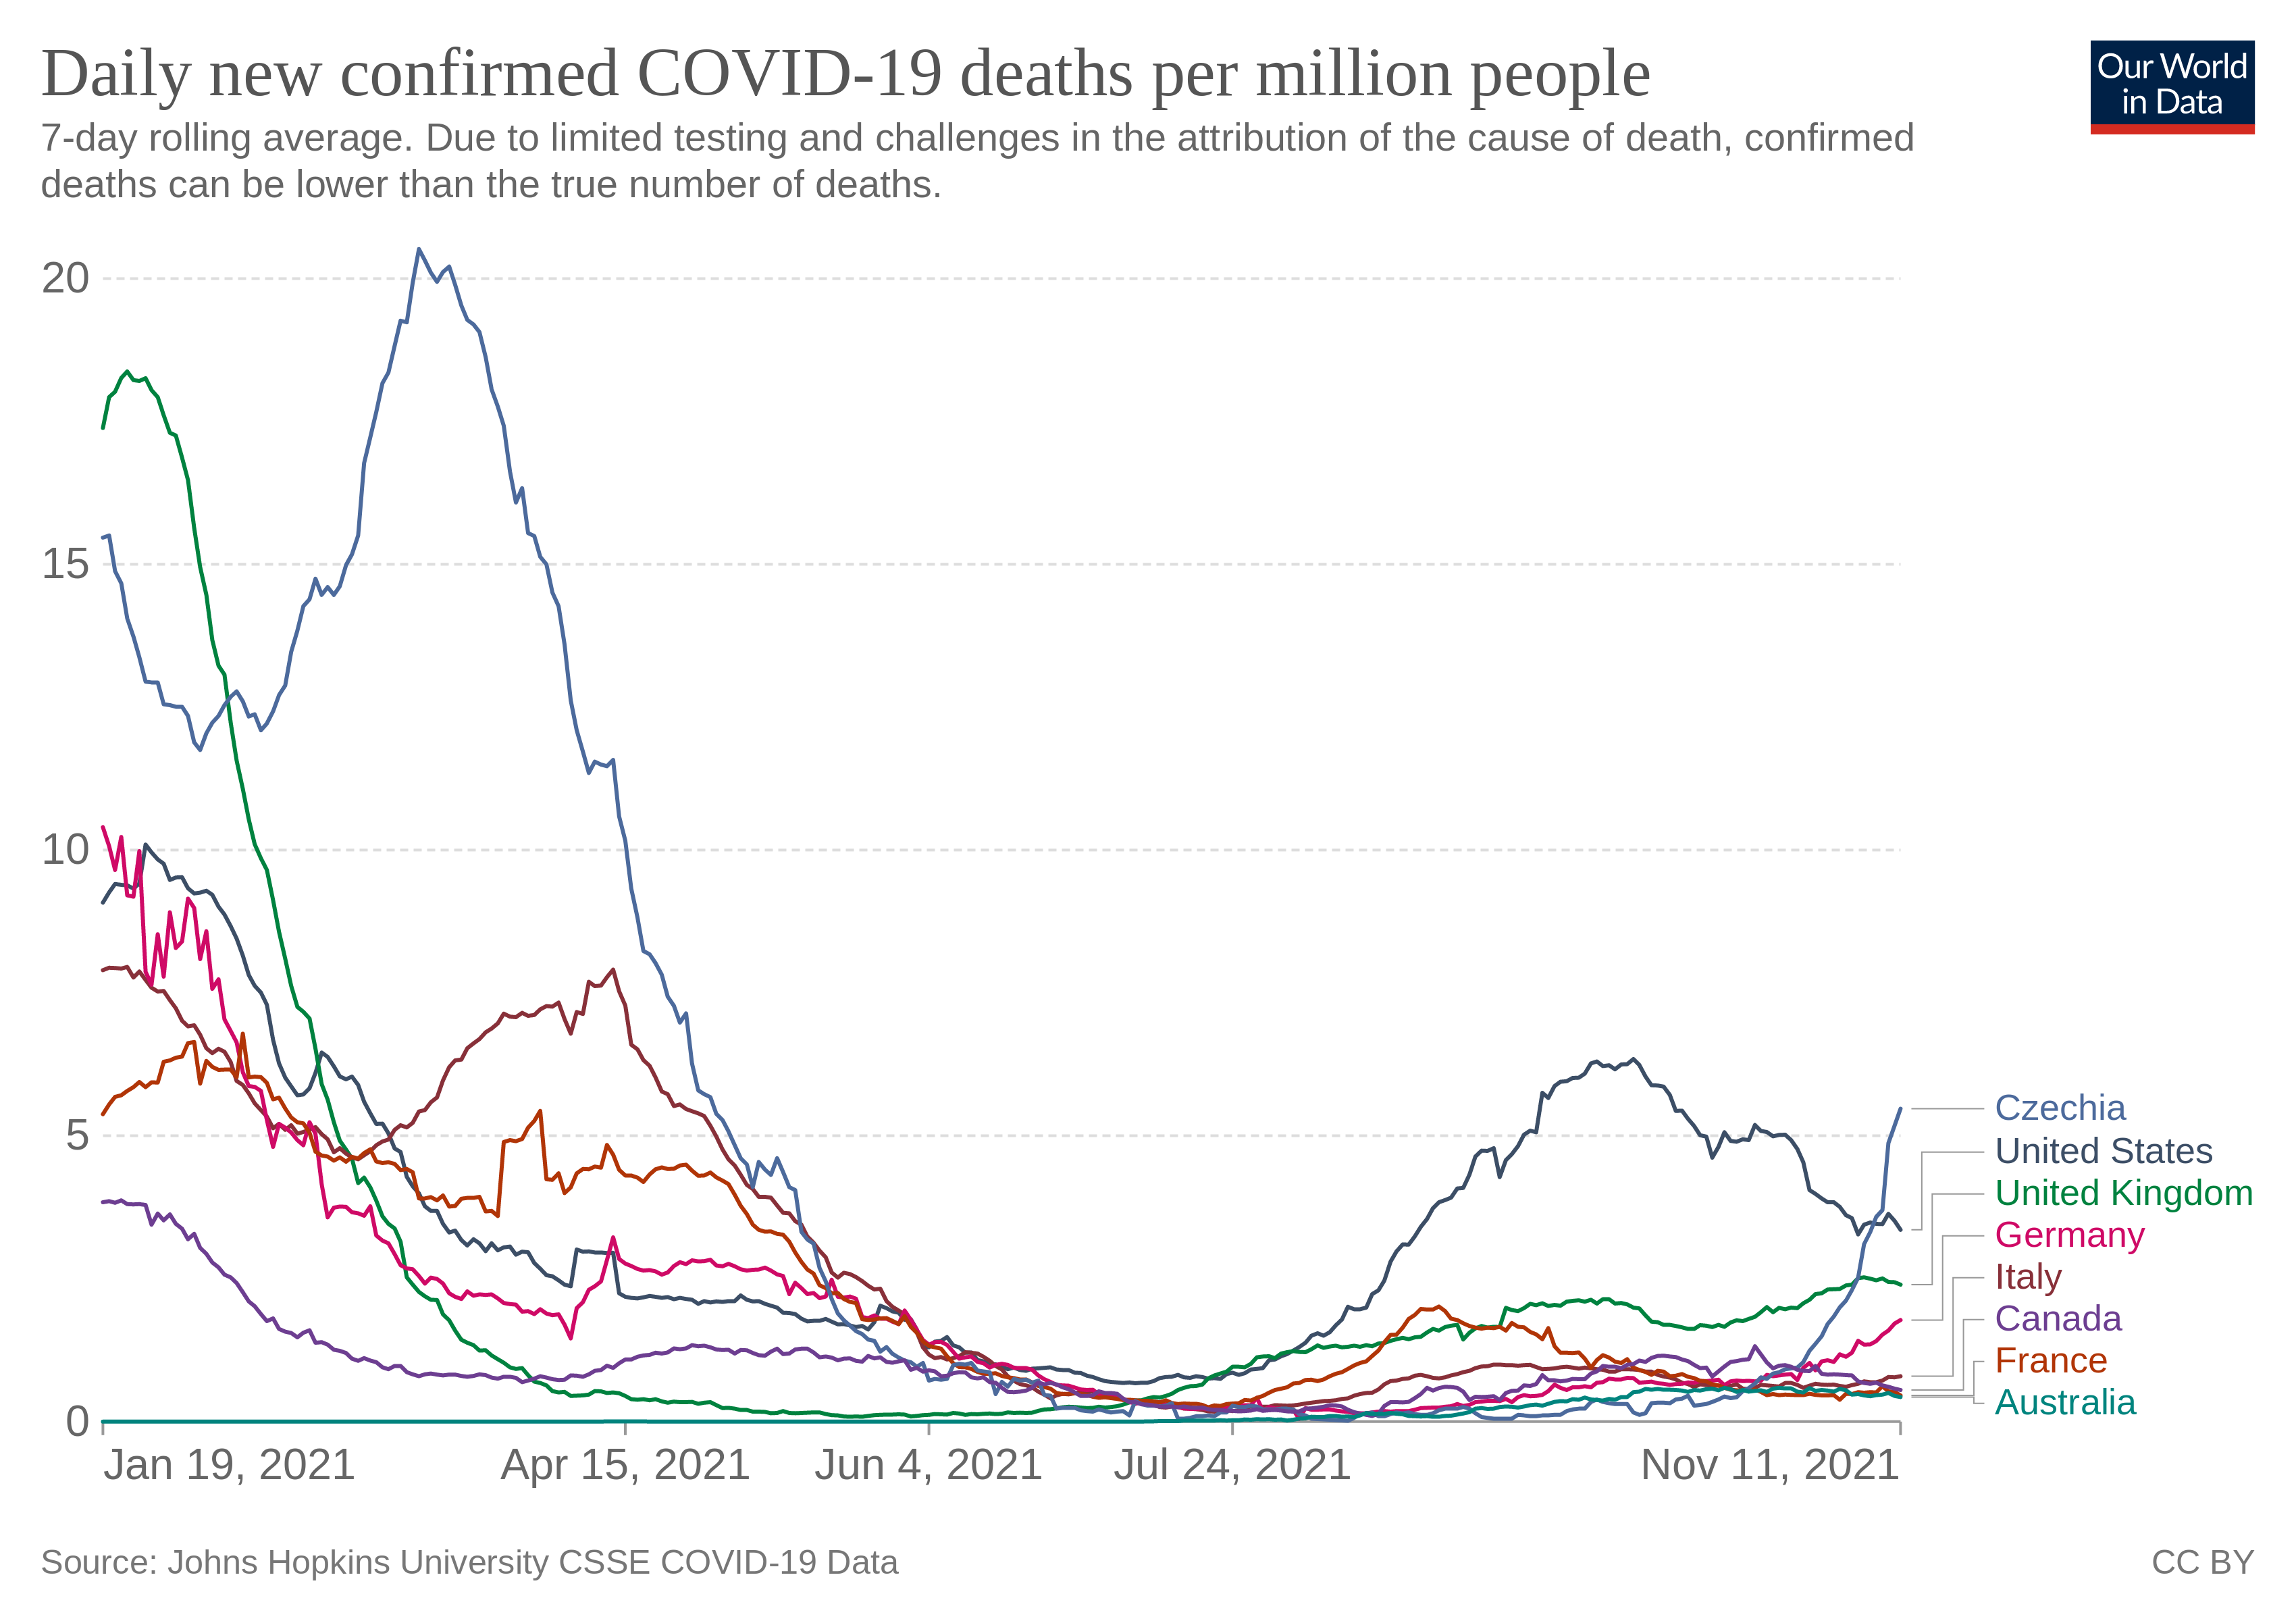 Daily new confirmed COVID-19 deaths per million people
Our World
in Data
7-day rolling average. Due to limited testing and challenges in the attribution of the cause of death, confirmed
deaths can be lower than the true number of deaths.
20
15
10
5
0
Czechia
United States
United Kingdom
Germany
Italy
Canada
France
Australia
Jan 19, 2021
Apr 15, 2021
Jun 4, 2021
Jul 24, 2021
Nov 11, 2021
Source: Johns Hopkins University CSSE COVID-19 Data
CC BY